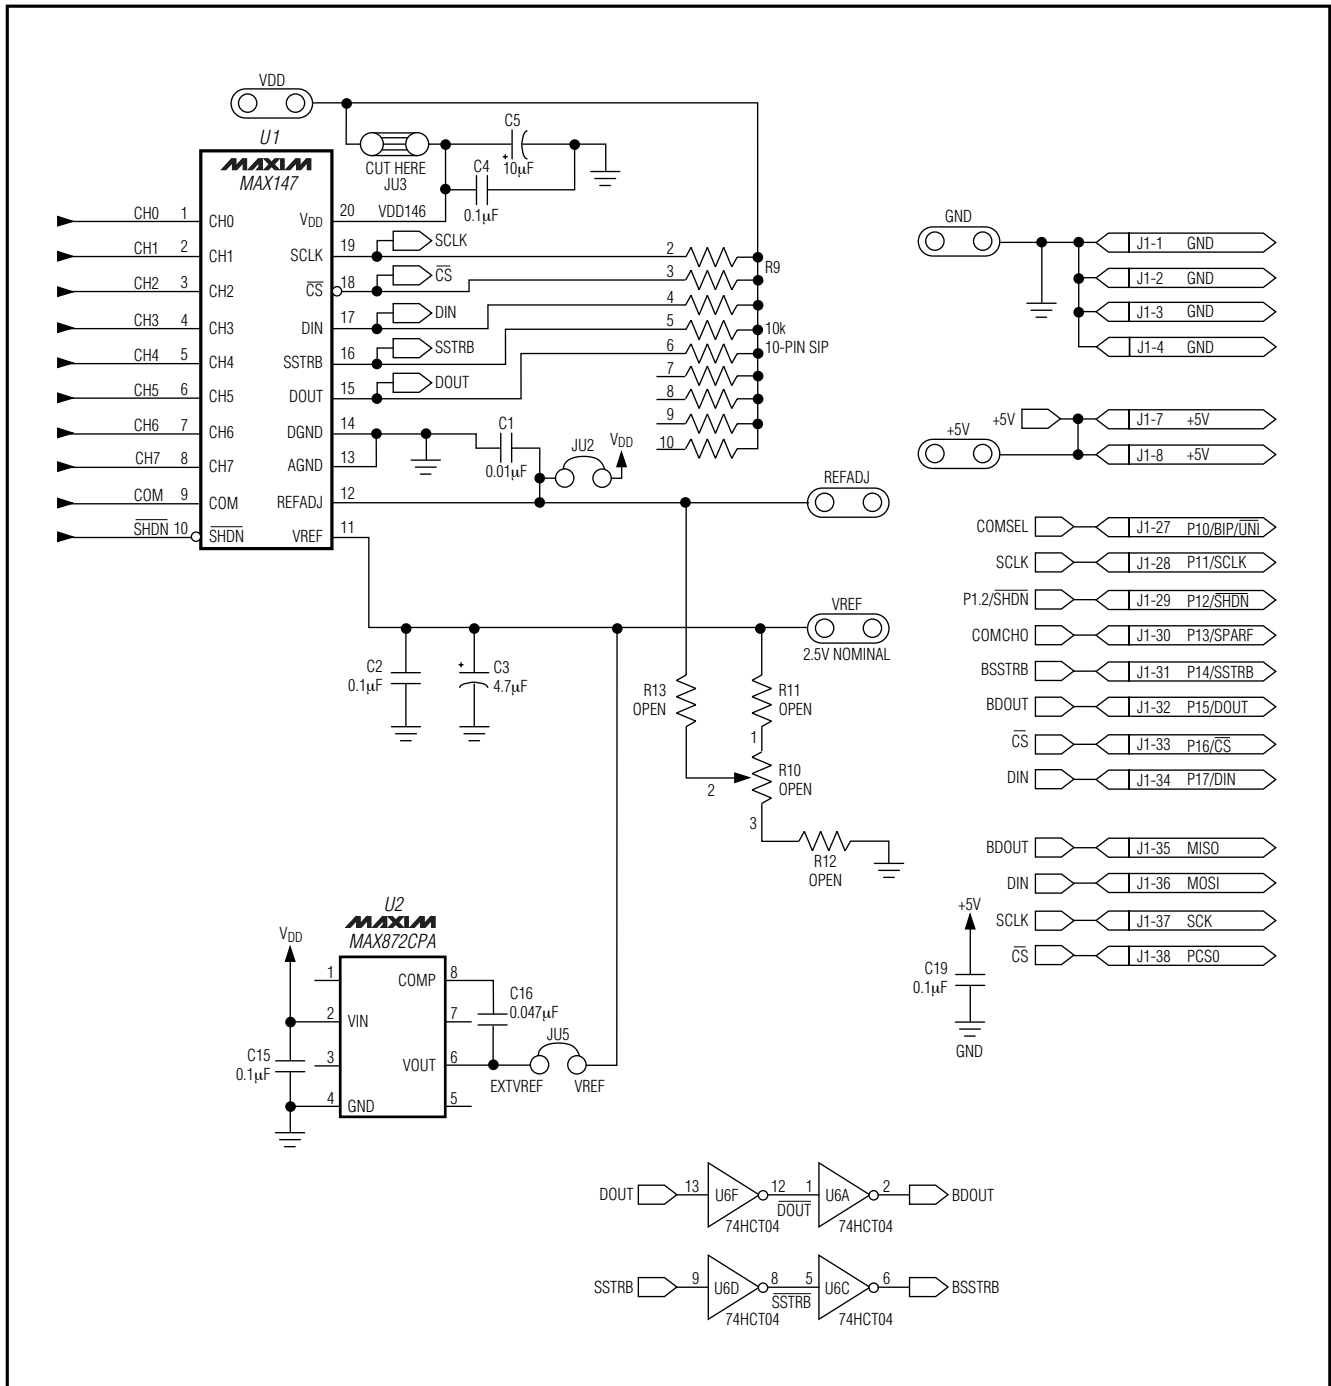 VDD
U1
MAXIM
MAX147
CUT HERE
JU3
C5
+
10µF
C4
0.1µF
VDD146
CH0 1 CH0
CH1 2 CH1
CH2 3 CH2
CH3 4 CH3
CH4 5 CH4
CH5 6 CH5
CH6 7 CH6
CH7 8 CH7
COM 9 COM
SHDN 10 SHDN
VDD 20
SCLK 19 SCLK
CS 18 CS
DIN 17 DIN
SSTRB 16 SSTRB
DOUT 15 DOUT
DGND 14
AGND 13
REFADJ 12
VREF 11
2
3
4
5
6
7
8
9
10
R9
10k
10-PIN SIP
C1
0.01µF
JU2
VDD
REFADJ
VREF
2.5V NOMINAL
C2
0.1µF
+
C3
4.7µF
R13
OPEN
R11
OPEN
1
R10
OPEN
2
3
R12
OPEN
GND
J1-1 GND
J1-2 GND
J1-3 GND
J1-4 GND
+5V
+5V
J1-7 +5V
J1-8 +5V
COMSEL J1-27 P10/BIP/UNI
SCLK J1-28 P11/SCLK
P1.2/SHDN J1-29 P12/SHDN
COMCHO J1-30 P13/SPARF
BSSTRB J1-31 P14/SSTRB
BDOUT J1-32 P15/DOUT
CS J1-33 P16/CS
DIN J1-34 P17/DIN
BDOUT J1-35 MISO
DIN J1-36 MOSI
SCLK J1-37 SCK
CS J1-38 PCS0
+5V
C19
0.1µF
GND
U2
MAXIM
MAX872CPA
VDD
1
2 VIN
3
4 GND
COMP 8
7
VOUT 6
5
C15
0.1µF
C16
0.047µF
JU5
EXTVREF VREF
DOUT 13 U6F 12 1 U6A 2 BDOUT
DOUT
74HCT04 74HCT04
SSTRB 9 U6D 8 5 U6C 6 BSSTRB
SSTRB
74HCT04 74HCT04